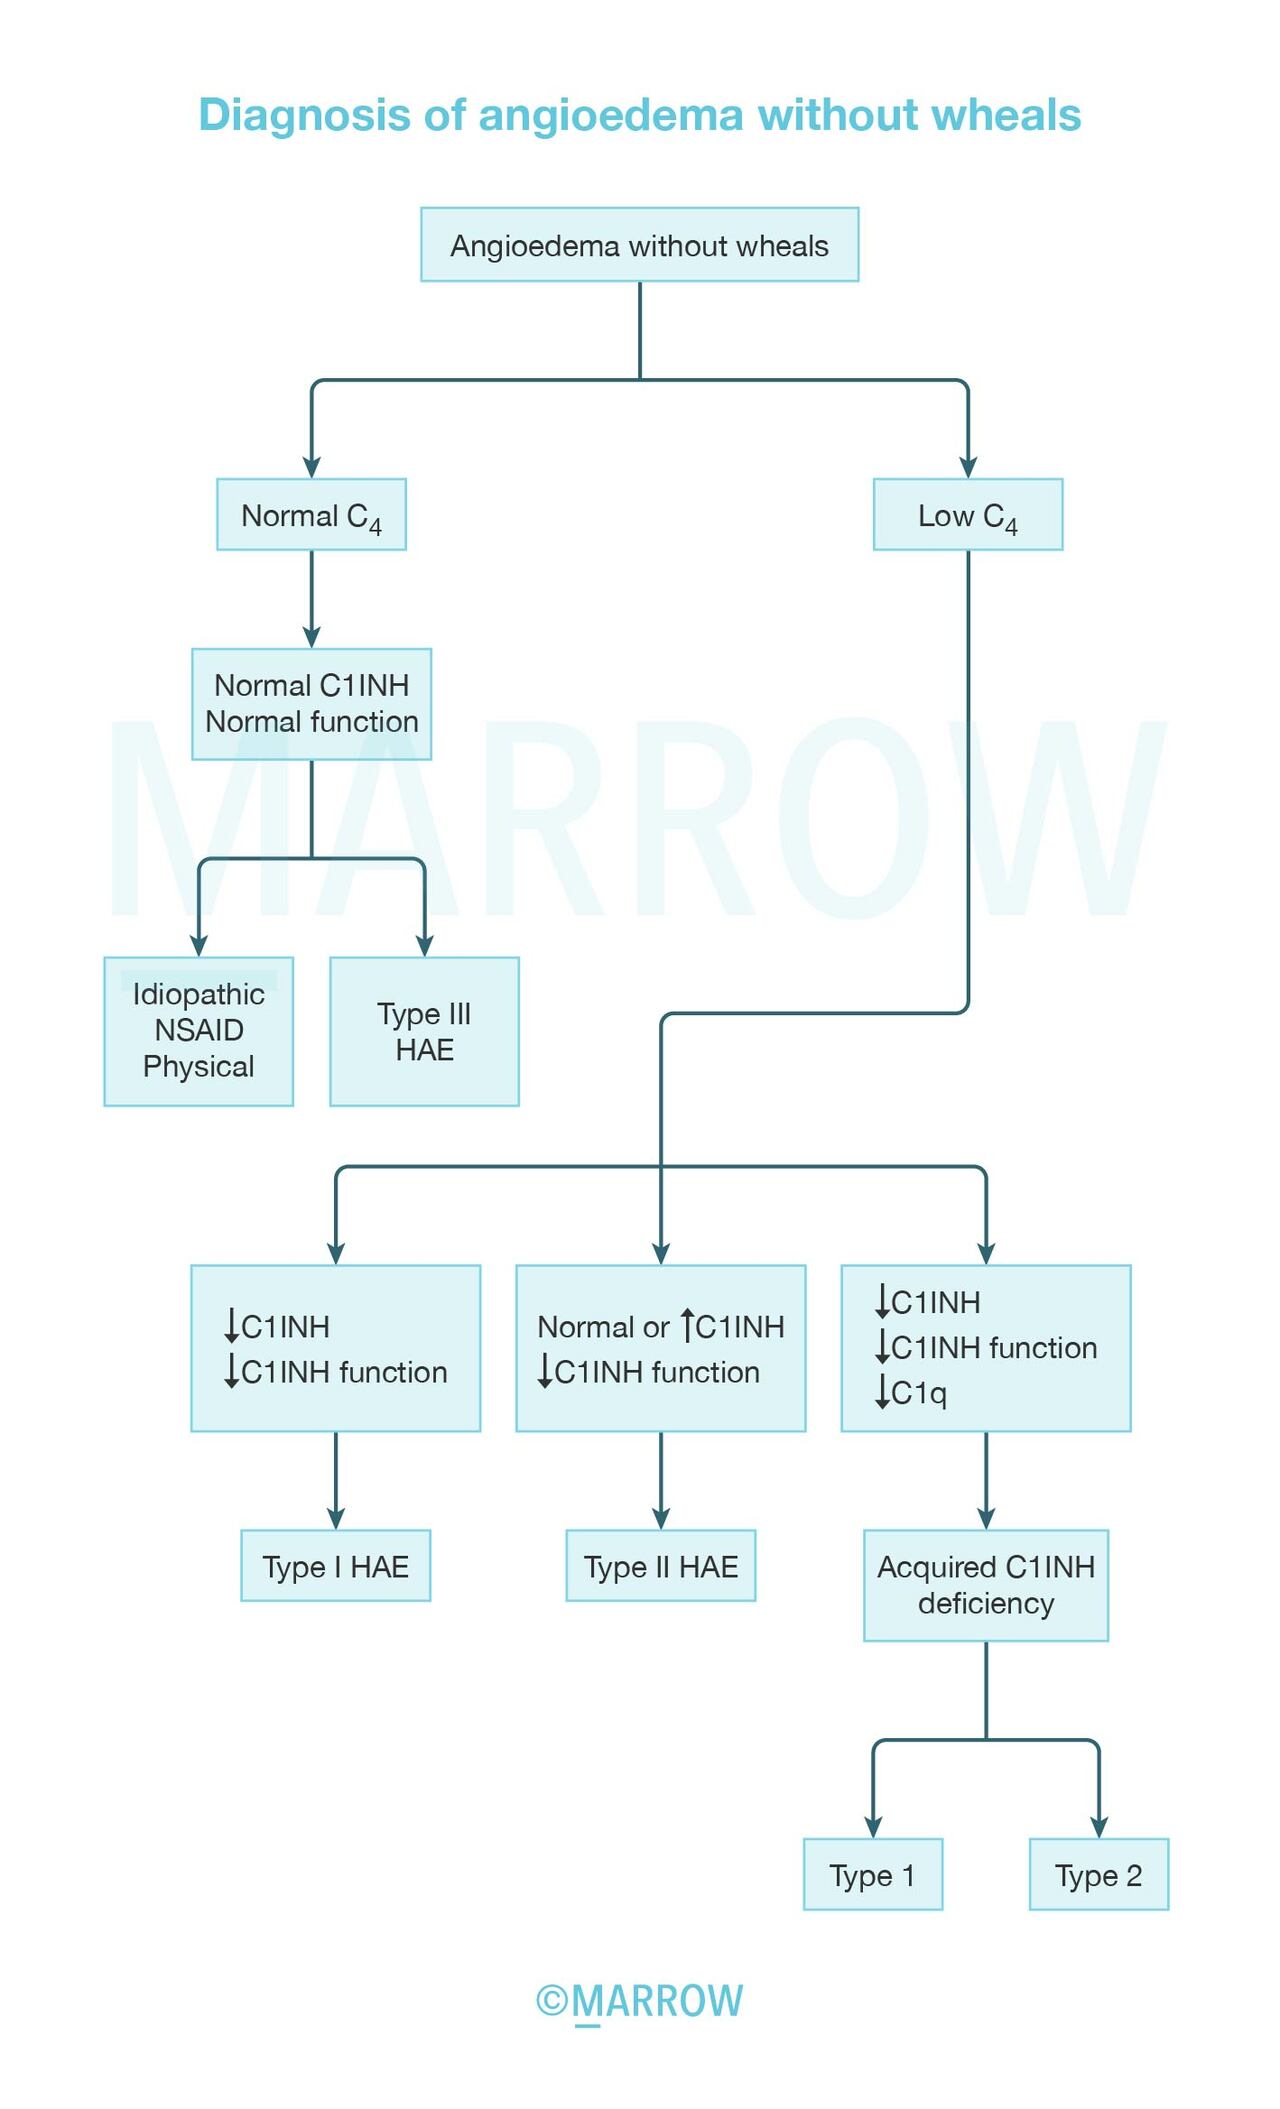 Diagnosis of angioedema without wheals
Angioedema without wheals
Normal C₄
Low C₄
Normal C1INH
Normal function
MARROW
Idiopathic
NSAID
Physical
Type III
HAE
↓C1INH
↓C1INH function
Normal or ↑C1INH
↓C1INH function
↓C1INH
↓C1INH function
↓C1q
Type I HAE
Type II HAE
Acquired C1INH
deficiency
Type 1
Type 2
©MARROW